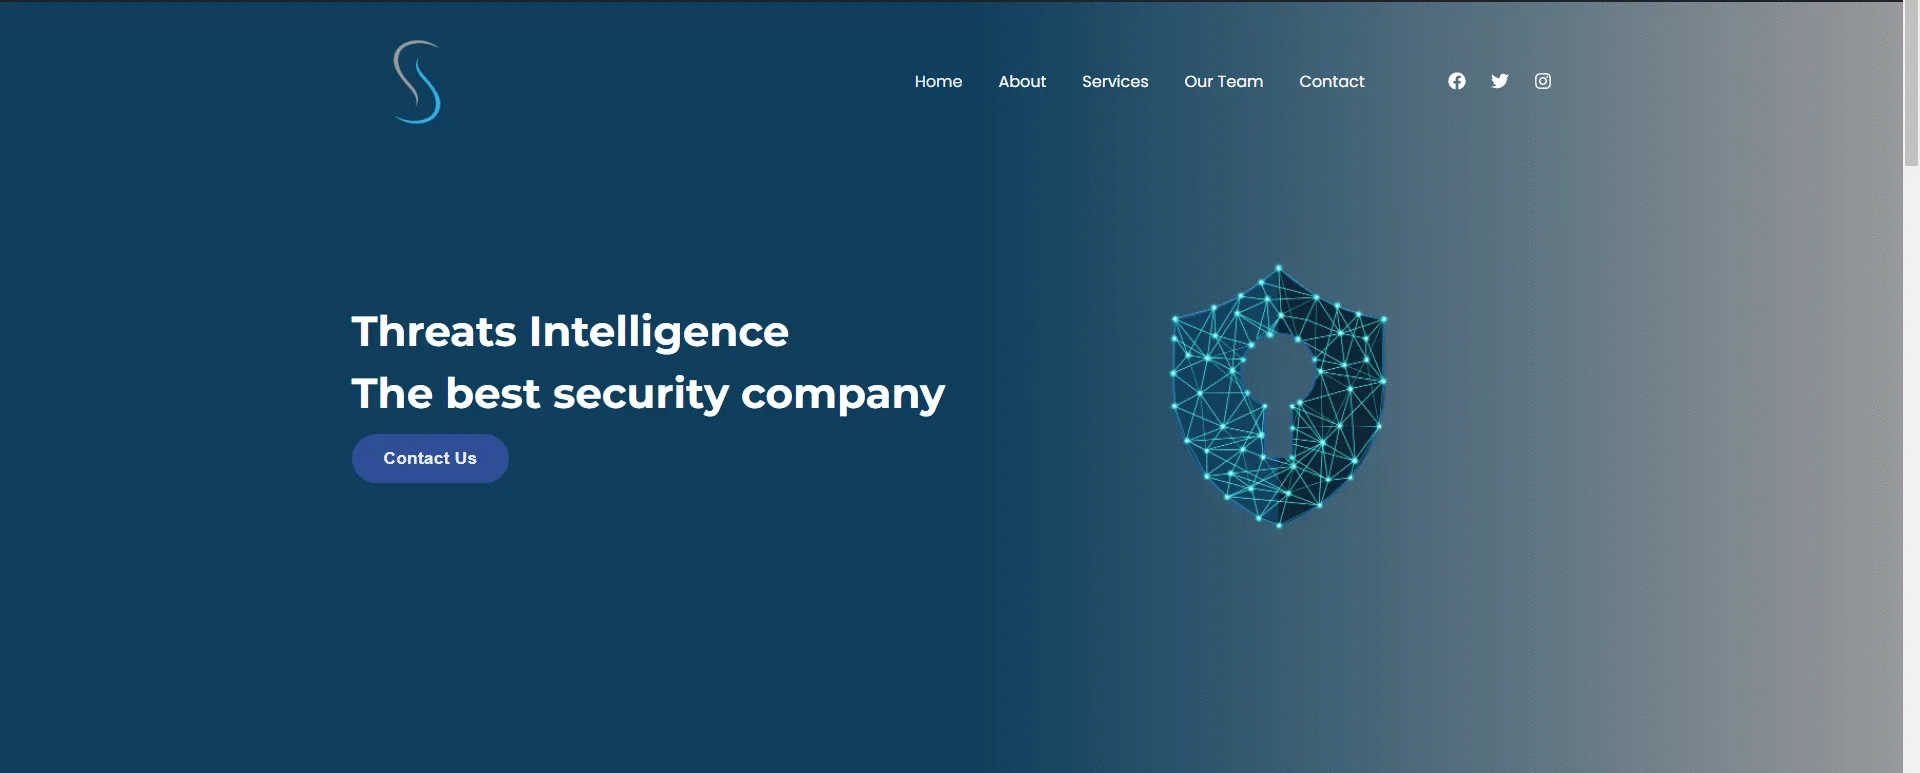 Home About Services Our Team Contact
Threats Intelligence
The best security company
Contact Us